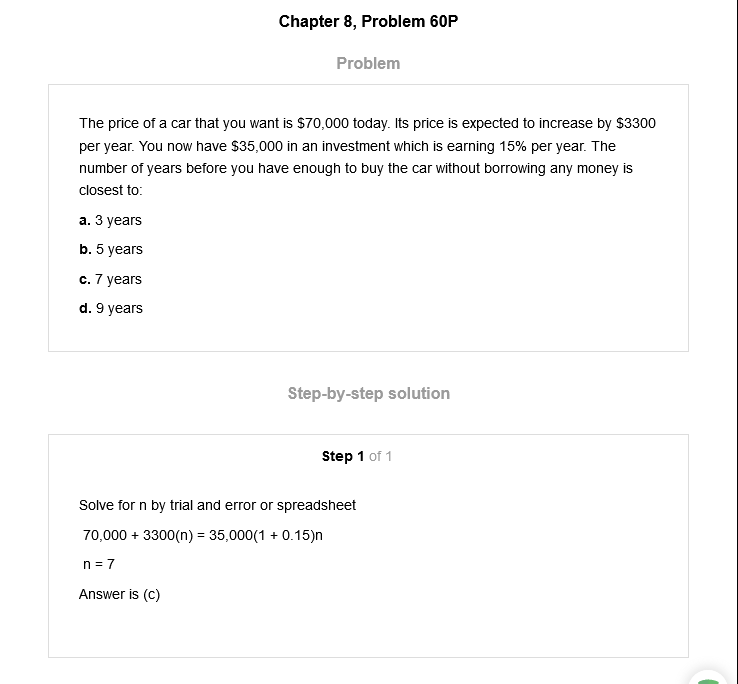 Chapter 8, Problem 60P
Problem
The price of a car that you want is $70,000 today. Its price is expected to increase by $3300
per year. You now have $35,000 in an investment which is earning 15% per year. The
number of years before you have enough to buy the car without borrowing any money is
closest to:
a. 3 years
b. 5 years
c. 7 years
d. 9 years
Step-by-step solution
Step 1 of 1
Solve for n by trial and error or spreadsheet
70,000 + 3300(n) = 35,000(1 + 0.15)n
n = 7
Answer is (c)